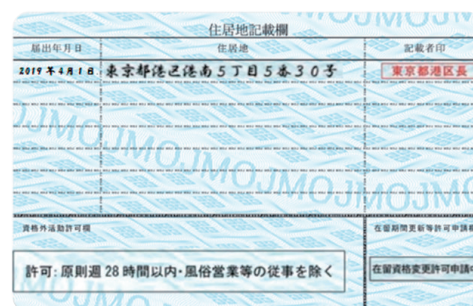 住居地記載欄
届出年月日 住居地 記載者印
2019年4月1日 東京都港区港南5丁目5番30号 東京都港区長
資格外活動許可欄 在留期間更新等許可申請欄
許可: 原則週28時間以内・風俗営業等の従事を除く 在留資格変更許可申請中
MOJMOJMOJMOJ